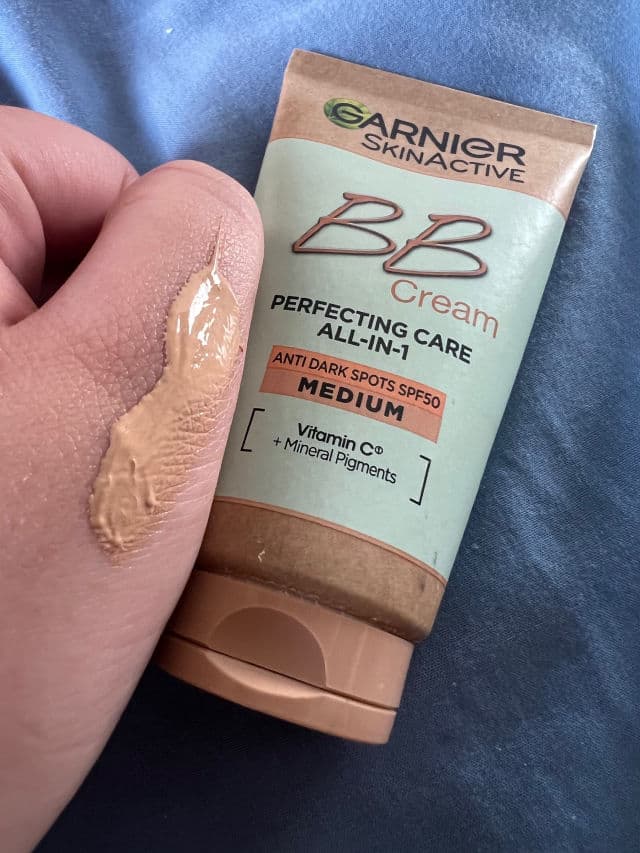 GARNIER
SKINACTIVE
BB
Cream
PERFECTING CARE
ALL-IN-1
ANTI DARK SPOTS SPF50
MEDIUM
Vitamin C*
+ Mineral Pigments